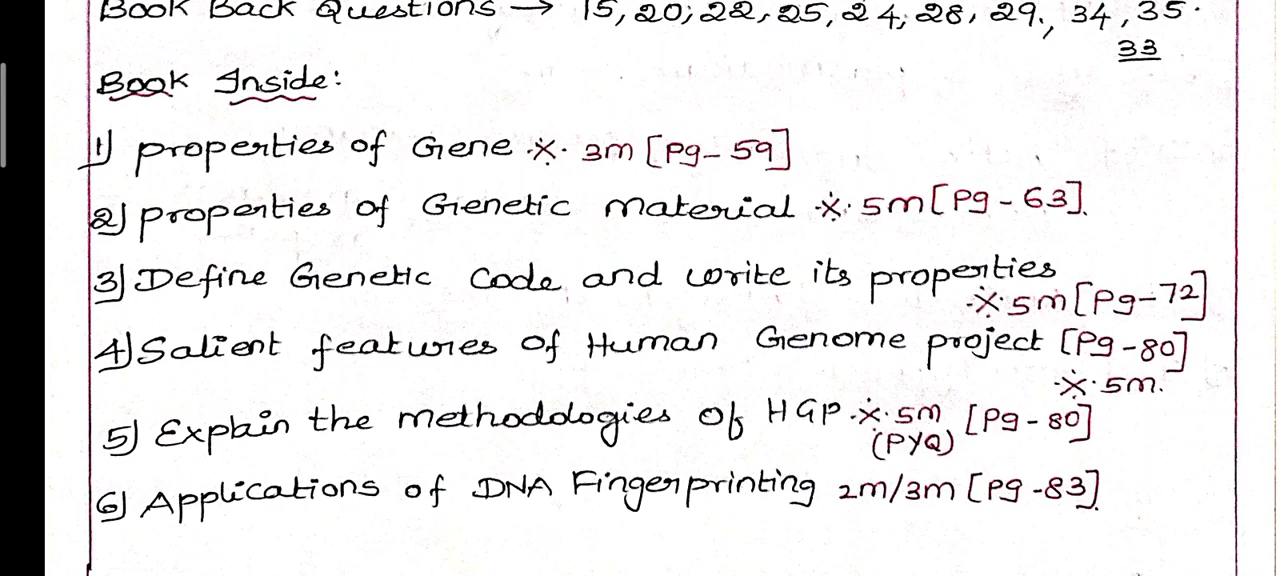 Book Back Questions → 15, 20, 22, 25, 24, 28, 29, 34, 35.
33
Book Inside:
1) properties of Gene ※ 3m [Pg-59]
2) properties of Genetic material ※ 5m [Pg-63].
3) Define Genetic Code and write its properties
※ 5m [Pg-72]
4) Salient features of Human Genome project [Pg-80]
※ 5m.
5) Explain the methodologies of HGP ※ 5m [Pg-80]
(PYQ)
6) Applications of DNA Fingerprinting 2m/3m [Pg-83]